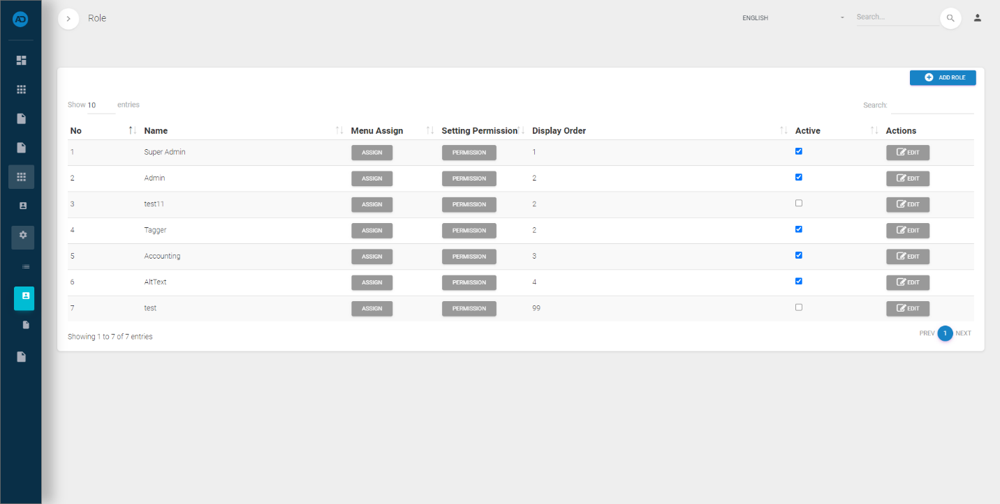 AD
Role
ENGLISH
Search...
ADD ROLE
Show 10 entries
Search:
No Name Menu Assign Setting Permission Display Order Active Actions
1 Super Admin ASSIGN PERMISSION 1 EDIT
2 Admin ASSIGN PERMISSION 2 EDIT
3 test11 ASSIGN PERMISSION 2 EDIT
4 Tagger ASSIGN PERMISSION 2 EDIT
5 Accounting ASSIGN PERMISSION 3 EDIT
6 AltText ASSIGN PERMISSION 4 EDIT
7 test ASSIGN PERMISSION 99 EDIT
Showing 1 to 7 of 7 entries
PREV 1 NEXT